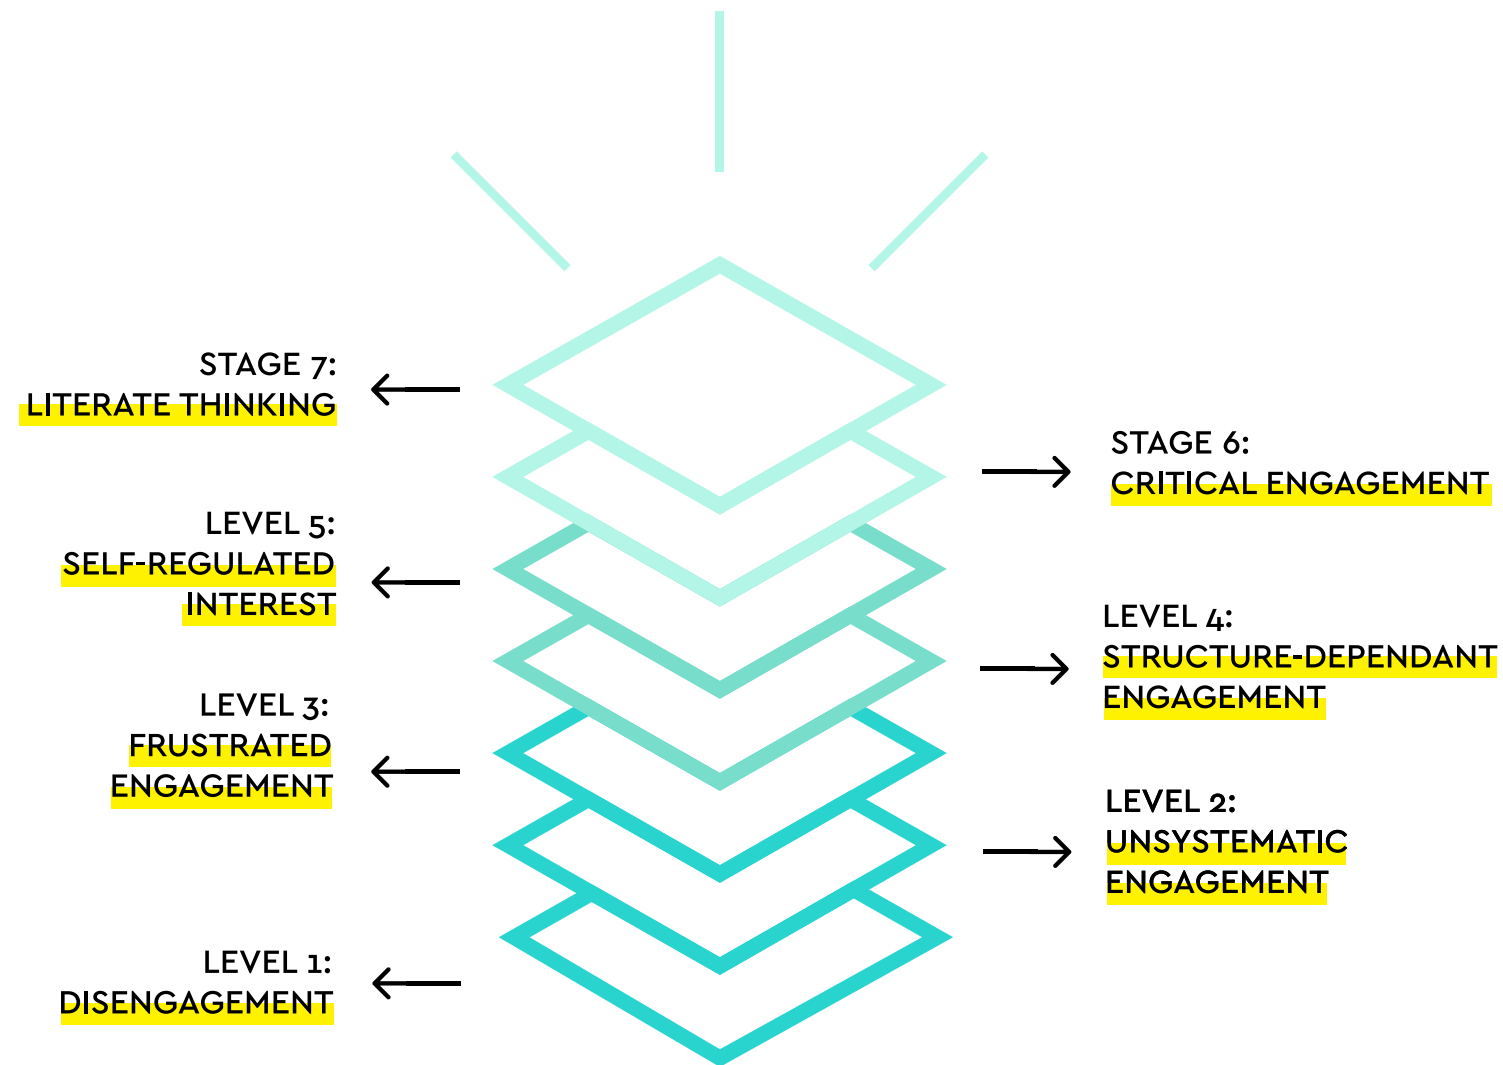 STAGE 7:
LITERATE THINKING
STAGE 6:
CRITICAL ENGAGEMENT
LEVEL 5:
SELF-REGULATED
INTEREST
LEVEL 4:
STRUCTURE-DEPENDANT
ENGAGEMENT
LEVEL 3:
FRUSTRATED
ENGAGEMENT
LEVEL 2:
UNSYSTEMATIC
ENGAGEMENT
LEVEL 1:
DISENGAGEMENT